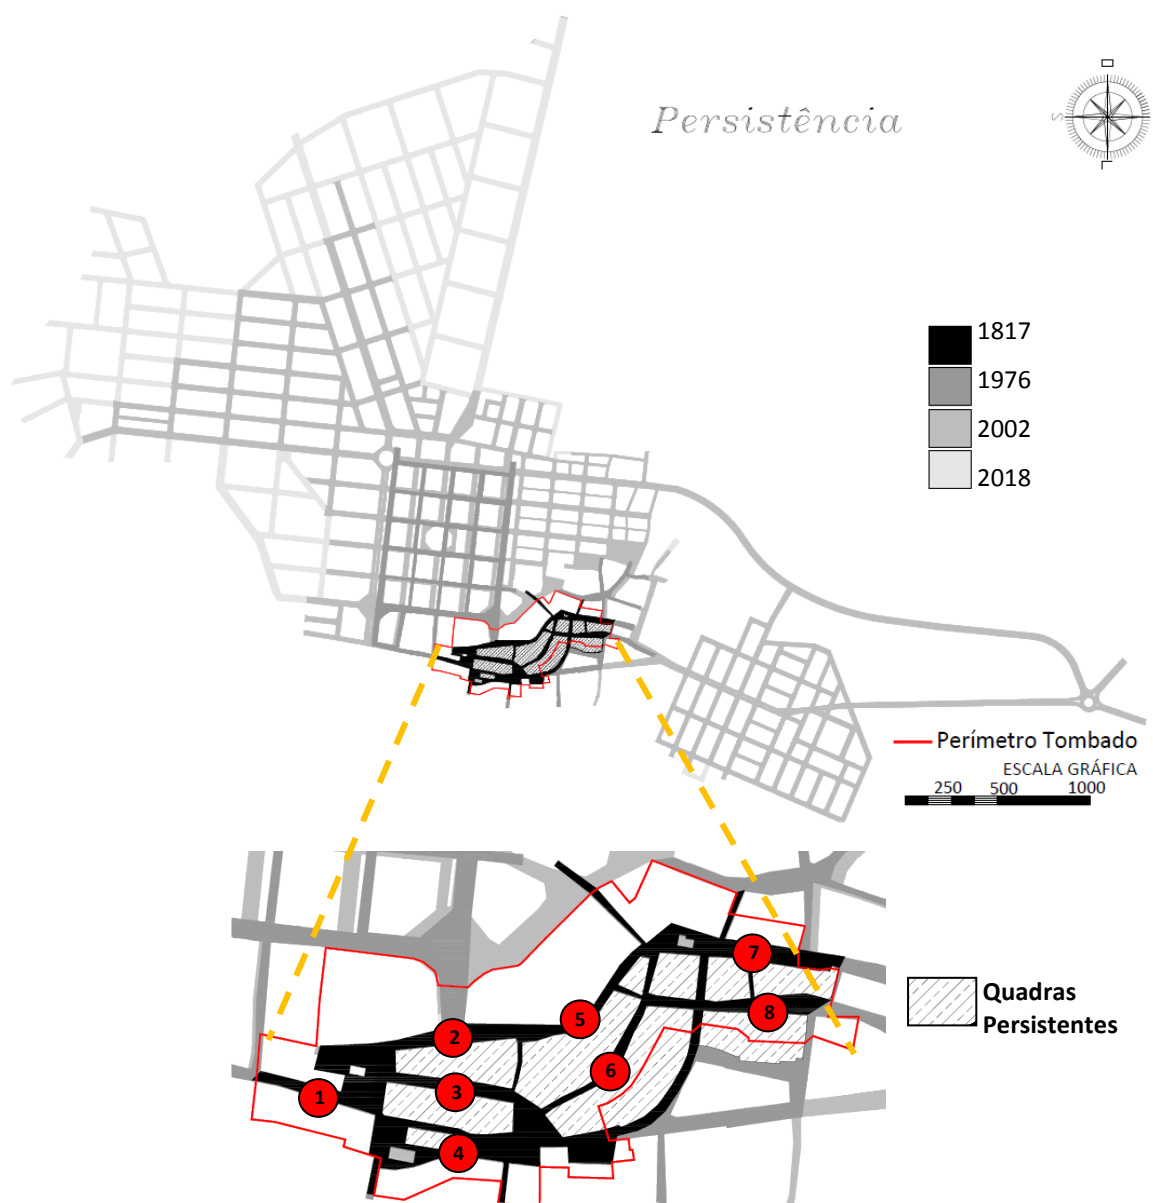 Persistência
S
1817
1976
2002
2018
Perímetro Tombado
ESCALA GRÁFICA
250 500 1000
7
Quadras
Persistentes
8
5
2
6
3
1
4